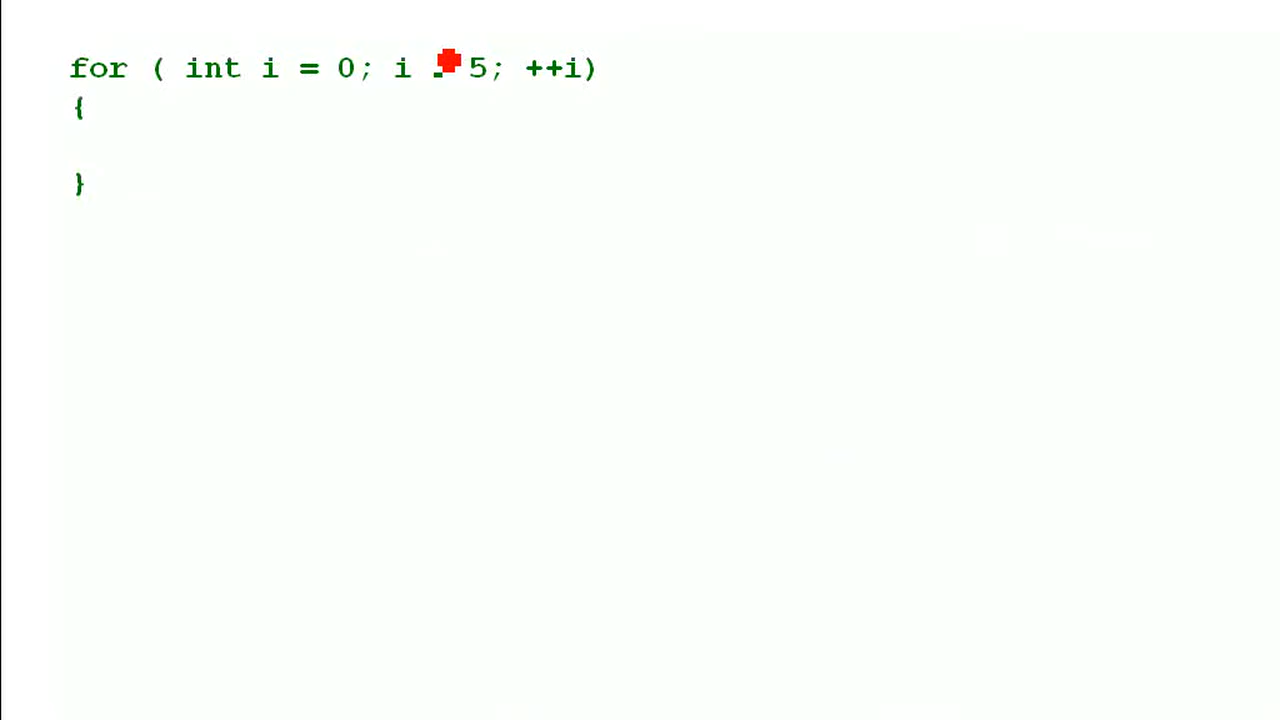 for ( int i = 0; i 5; ++i)
{
}